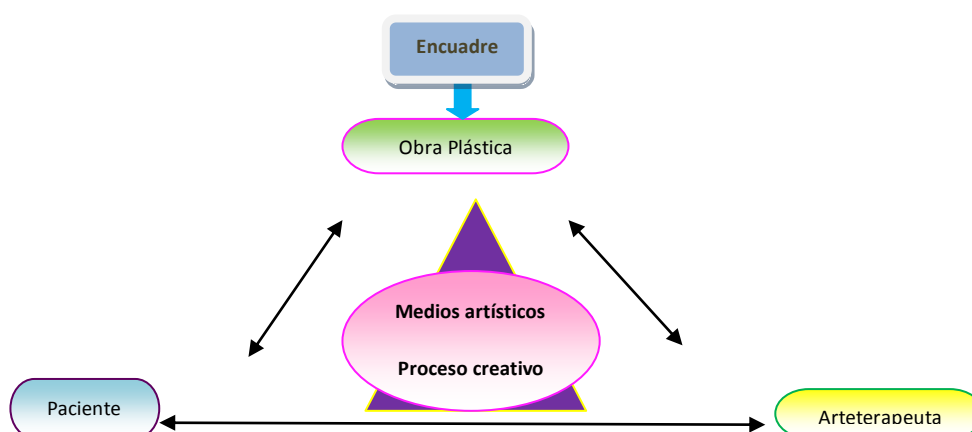 Encuadre
Obra Plástica
Medios artísticos
Proceso creativo
Paciente
Arteterapeuta